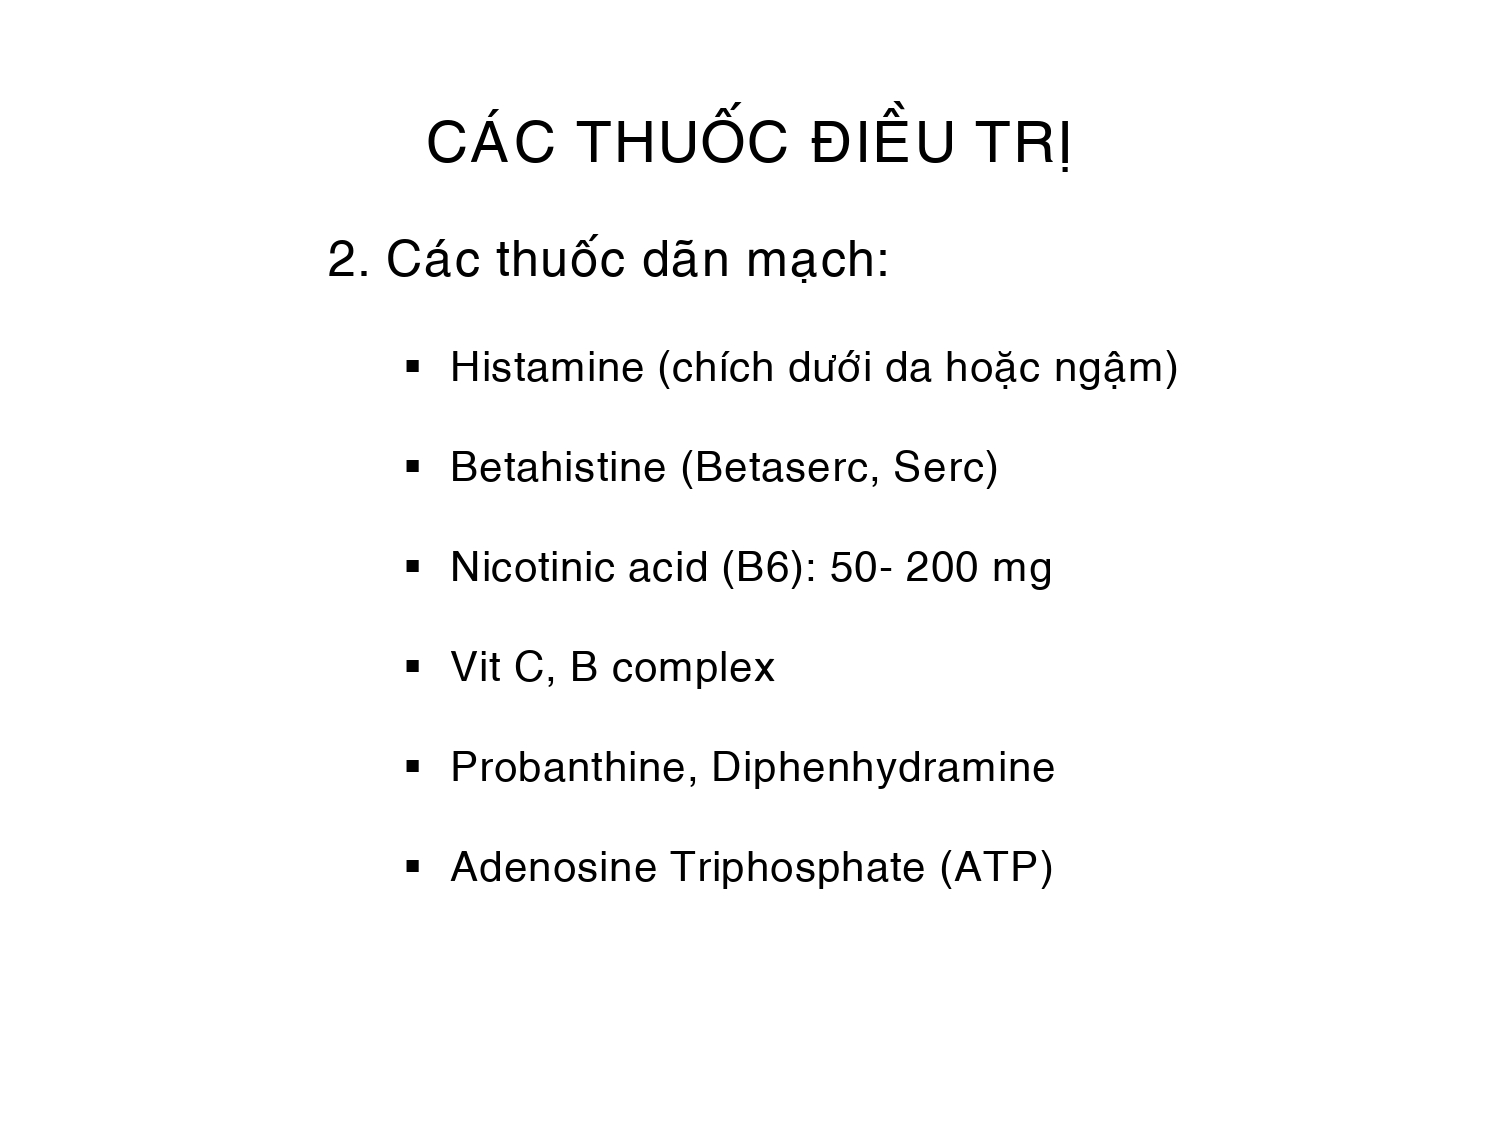 CÁC THUỐC ĐIỀU TRỊ
2. Các thuốc dãn mạch:
▪ Histamine (chích dưới da hoặc ngậm)
▪ Betahistine (Betaserc, Serc)
▪ Nicotinic acid (B6): 50- 200 mg
▪ Vit C, B complex
▪ Probanthine, Diphenhydramine
▪ Adenosine Triphosphate (ATP)